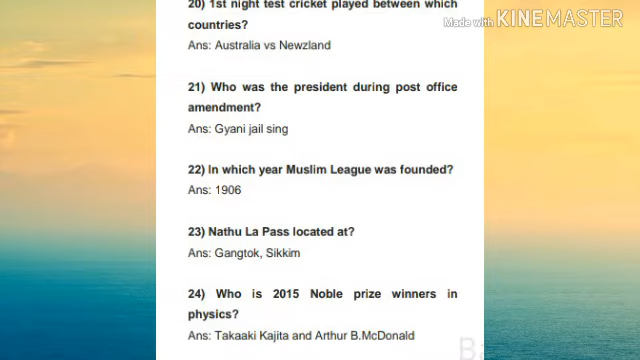 20) 1st night test cricket played between which
countries?
Made with KINEMASTER
Ans: Australia vs Newzland
21) Who was the president during post office
amendment?
Ans: Gyani jail sing
22) In which year Muslim League was founded?
Ans: 1906
23) Nathu La Pass located at?
Ans: Gangtok, Sikkim
24) Who is 2015 Noble prize winners in
physics?
Ans: Takaaki Kajita and Arthur B.McDonald